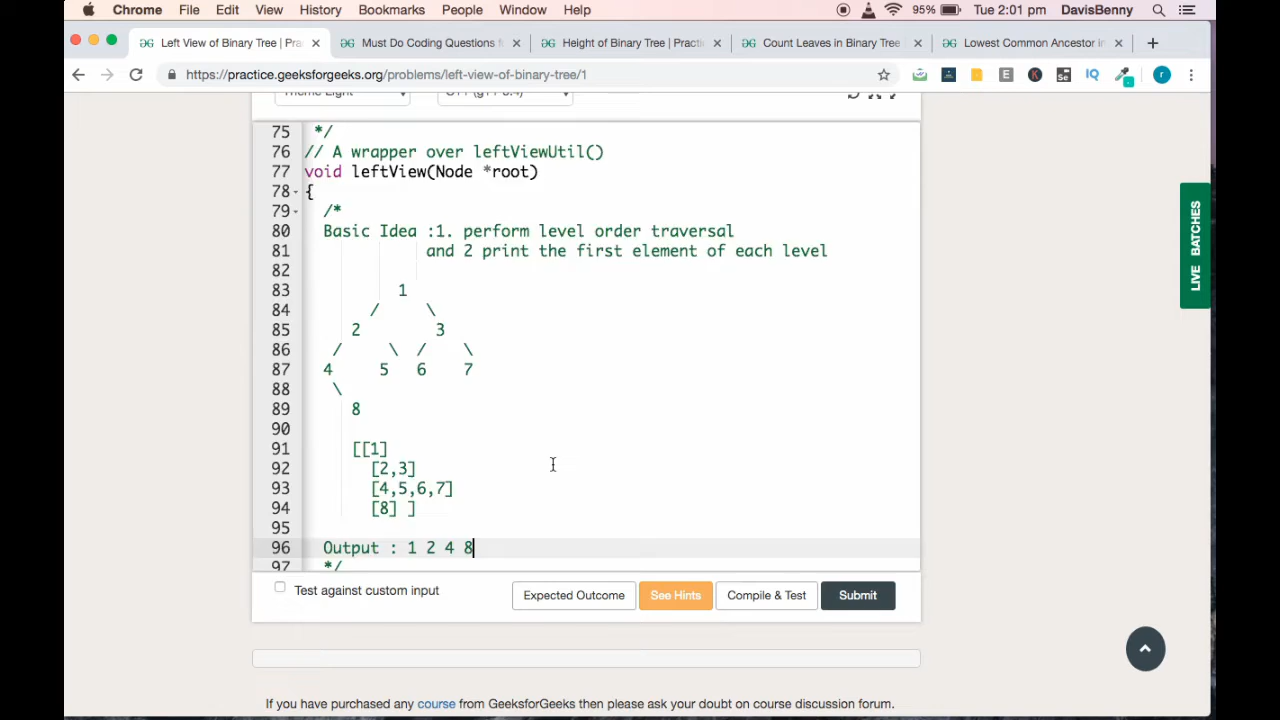 Chrome File Edit View History Bookmarks People Window Help 95% Tue 2:01 pm DavisBenny
Left View of Binary Tree | Pra Must Do Coding Questions Height of Binary Tree | Practi Count Leaves in Binary Tree Lowest Common Ancestor in
https://practice.geeksforgeeks.org/problems/left-view-of-binary-tree/1
75 */
76 // A wrapper over leftViewUtil()
77 void leftView(Node *root)
78 {
79 /*
80 Basic Idea :1. perform level order traversal
81 and 2 print the first element of each level
82
83 1
84 / \
85 2 3
86 / \ / \
87 4 5 6 7
88 \
89 8
90
91 [[1]
92 [2,3]
93 [4,5,6,7]
94 [8] ]
95
96 Output : 1 2 4 8
97 */
LIVE BATCHES
Test against custom input Expected Outcome See Hints Compile & Test Submit
If you have purchased any course from GeeksforGeeks then please ask your doubt on course discussion forum.